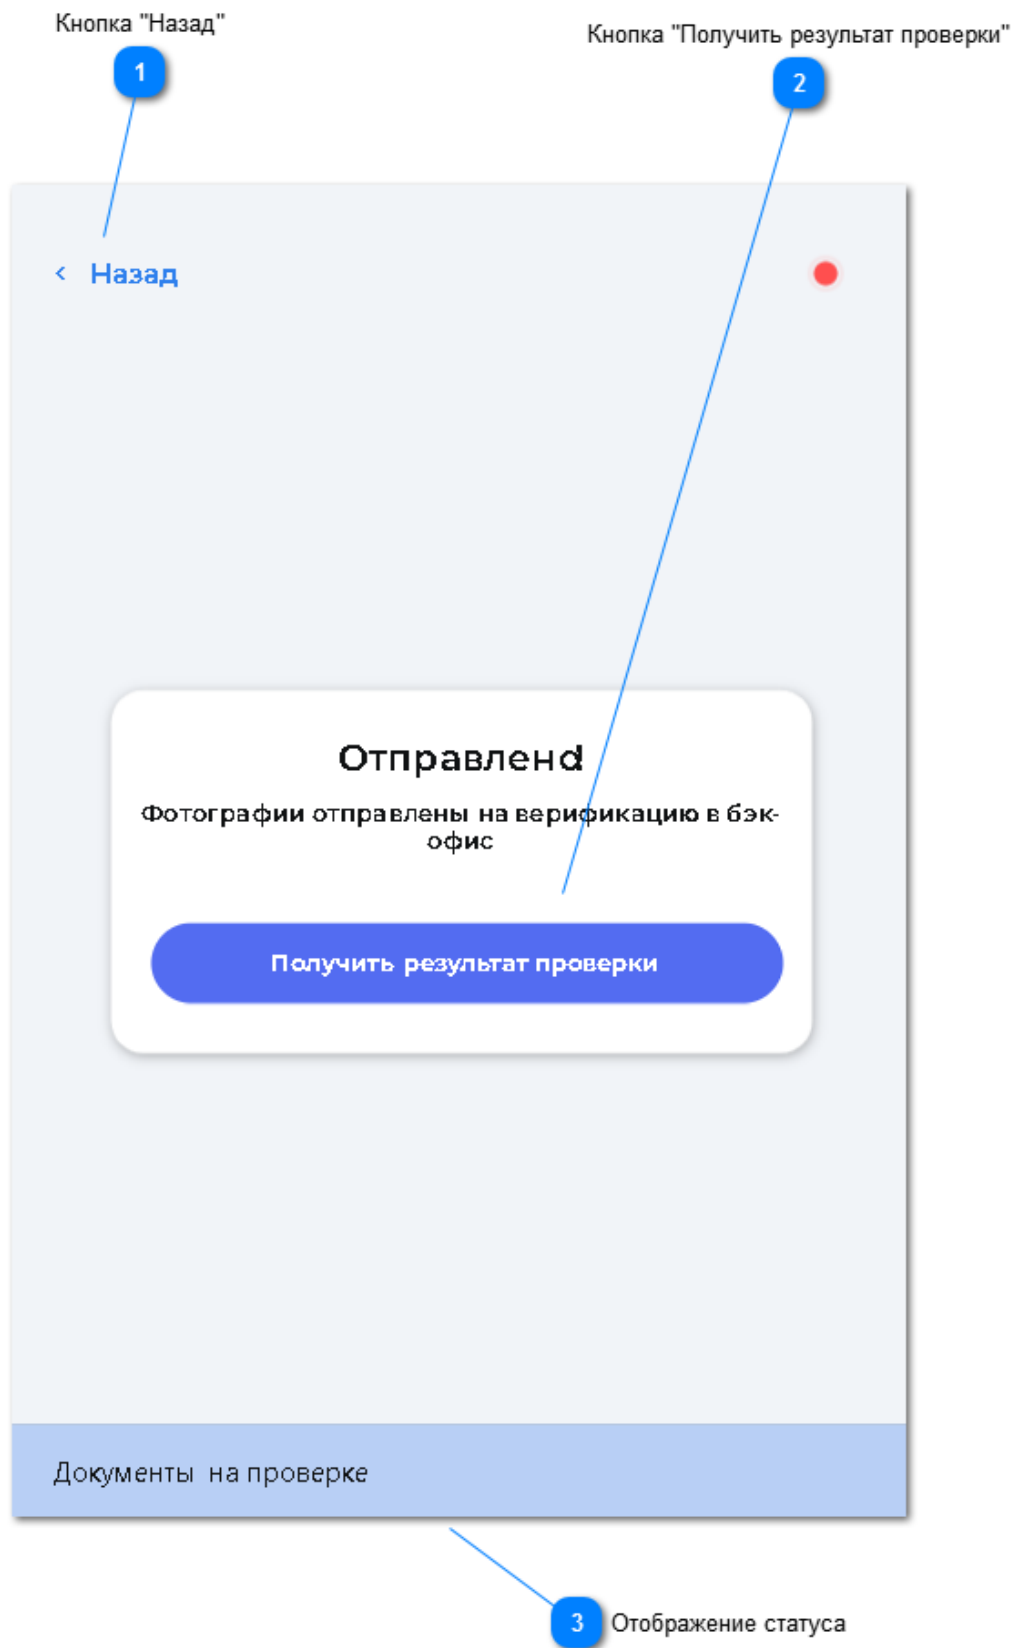 Кнопка "Назад"
Кнопка "Получить результат проверки"
1
2
< Назад
Отправлено!
Фотографии отправлены на верификацию в бэк-
офис
Получить результат проверки
Документы на проверке
3 Отображение статуса